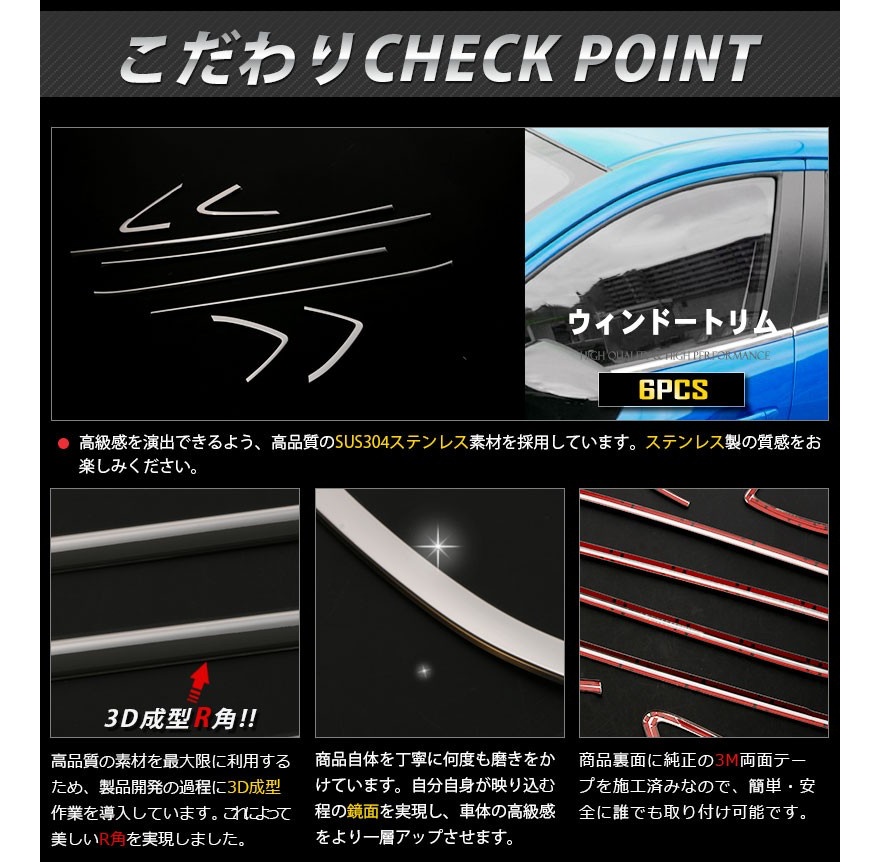 こだわりCHECK POINT
ウィンドートリム
HIGH QUALITY & HIGH PERFORMANCE
6PCS
高級感を演出できるよう、高品質のSUS304ステンレス素材を採用しています。ステンレス製の質感をお
楽しみください。
3D成型R角!!
高品質の素材を最大限に利用する
ため、製品開発の過程に3D成型
作業を導入しています。これによって
美しいR角を実現しました。
商品自体を丁寧に何度も磨きをか
けています。自分自身が映り込む
程の鏡面を実現し、車体の高級感
をより一層アップさせます。
商品裏面に純正の3M両面テー
プを施工済みなので、簡単・安
全に誰でも取り付け可能です。